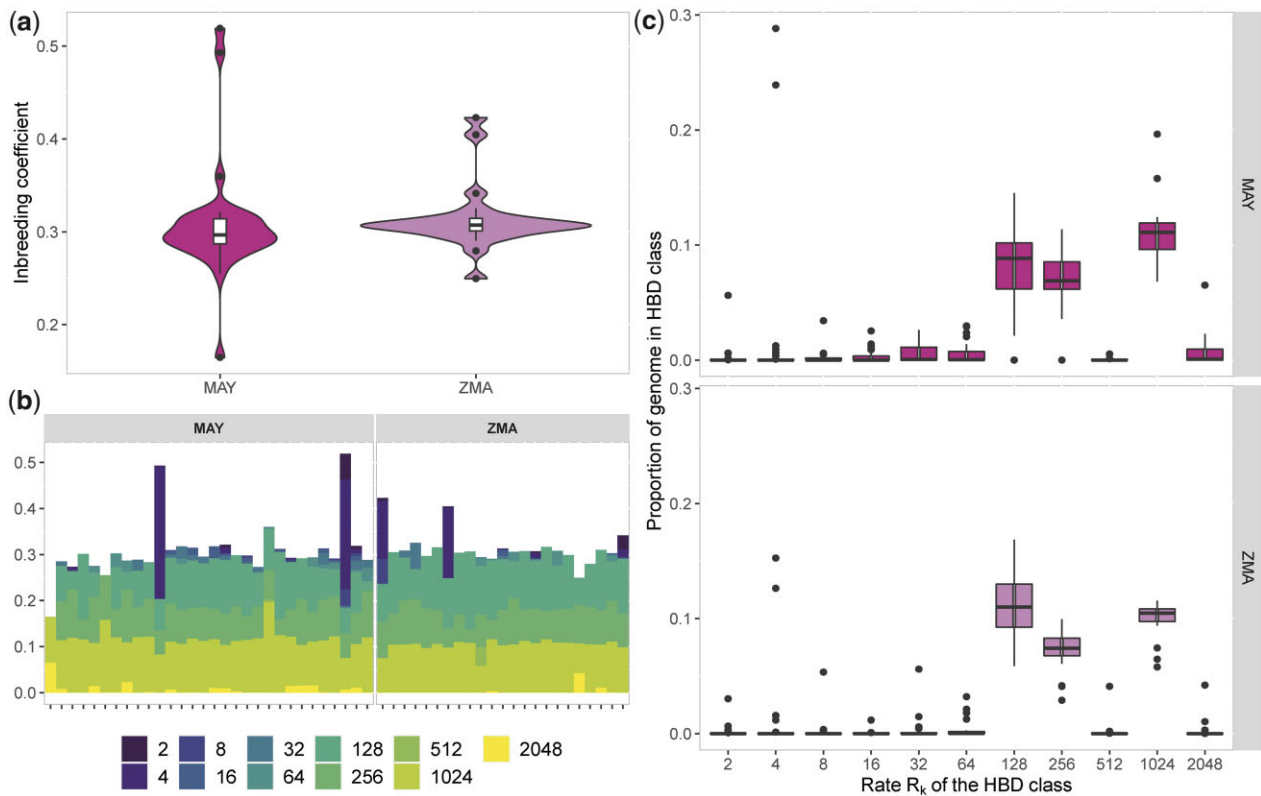 (a)
Inbreeding coefficient
0.5
0.4
0.3
0.2
MAY ZMA
(b)
MAY ZMA
0.5
0.4
0.3
0.2
0.1
0.0
2 8 32 128 512 2048
4 16 64 256 1024
(c)
Proportion of genome in HBD class
0.3
0.2
0.1
0.0
MAY
0.3
0.2
0.1
0.0
ZMA
2 4 8 16 32 64 128 256 512 1024 2048
Rate Rk of the HBD class